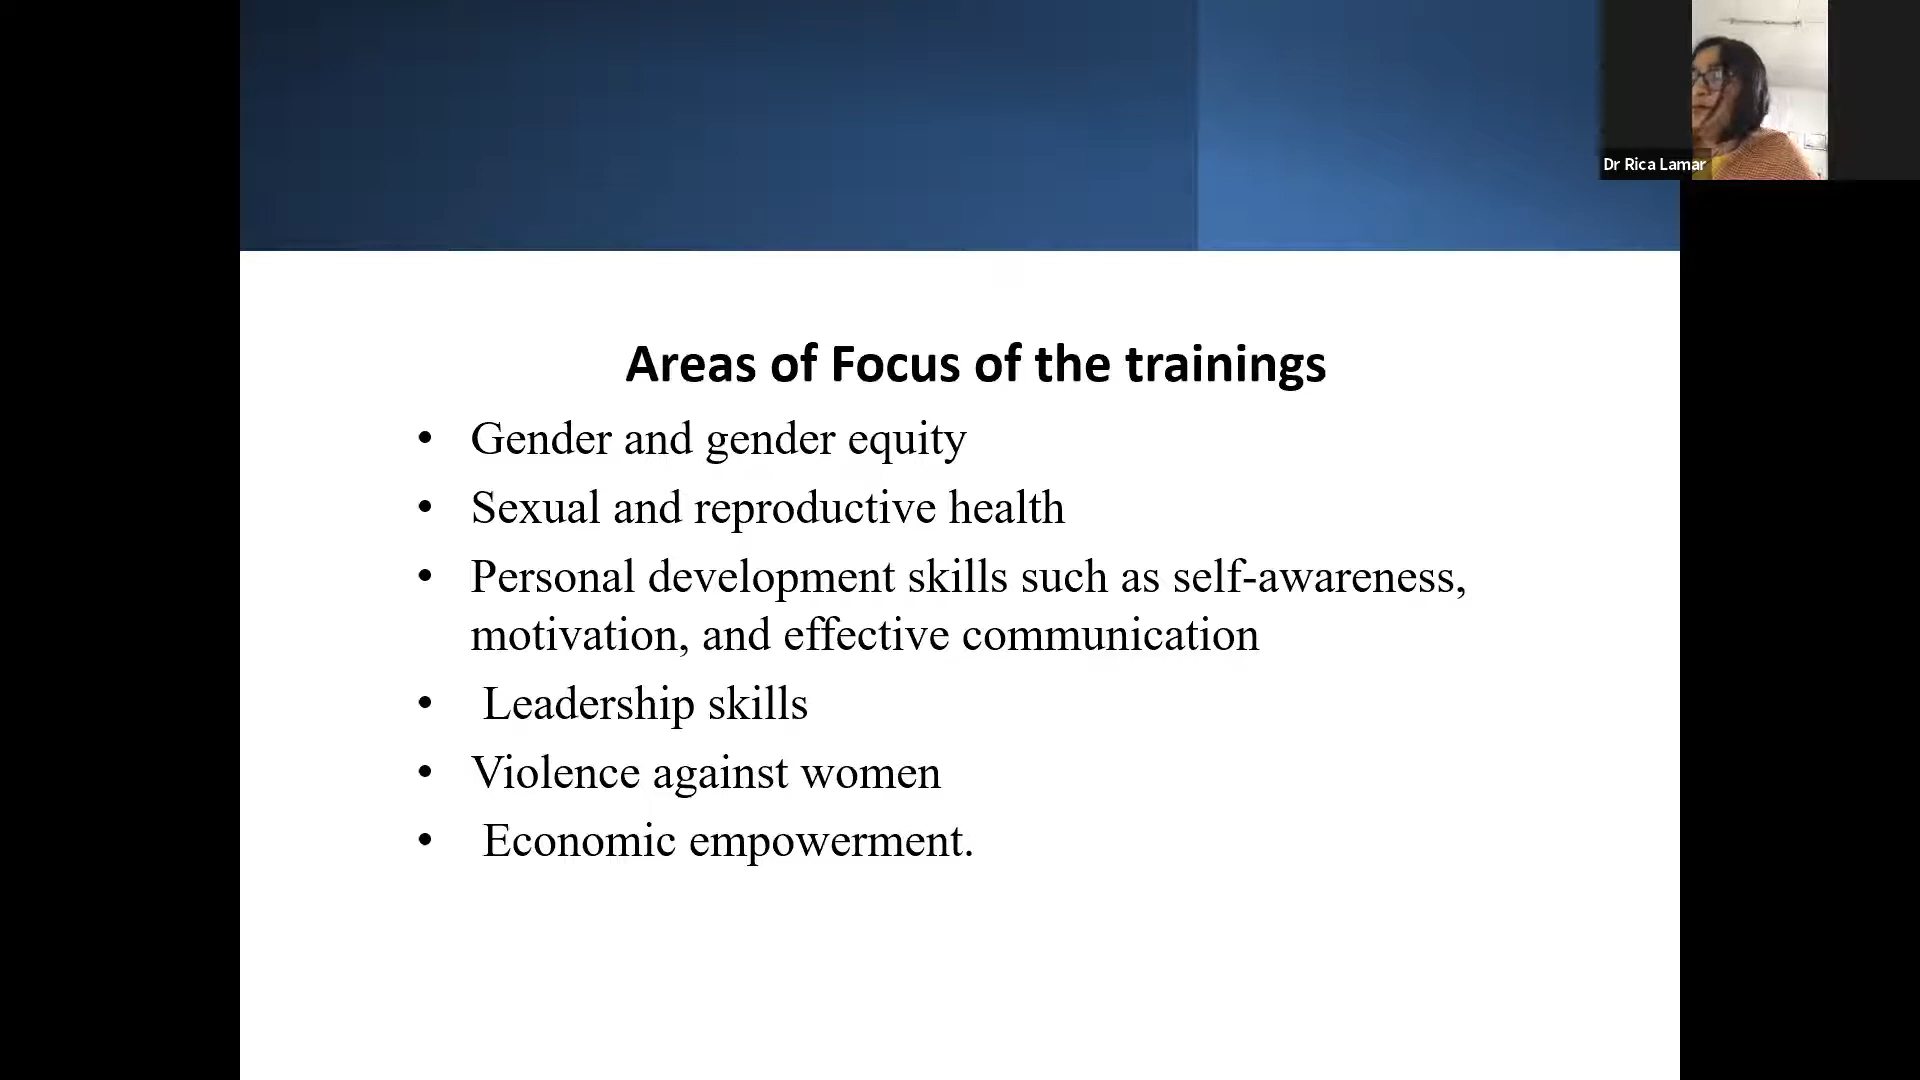 Dr Rica Lamar
Areas of Focus of the trainings
• Gender and gender equity
• Sexual and reproductive health
• Personal development skills such as self-awareness,
motivation, and effective communication
• Leadership skills
• Violence against women
• Economic empowerment.